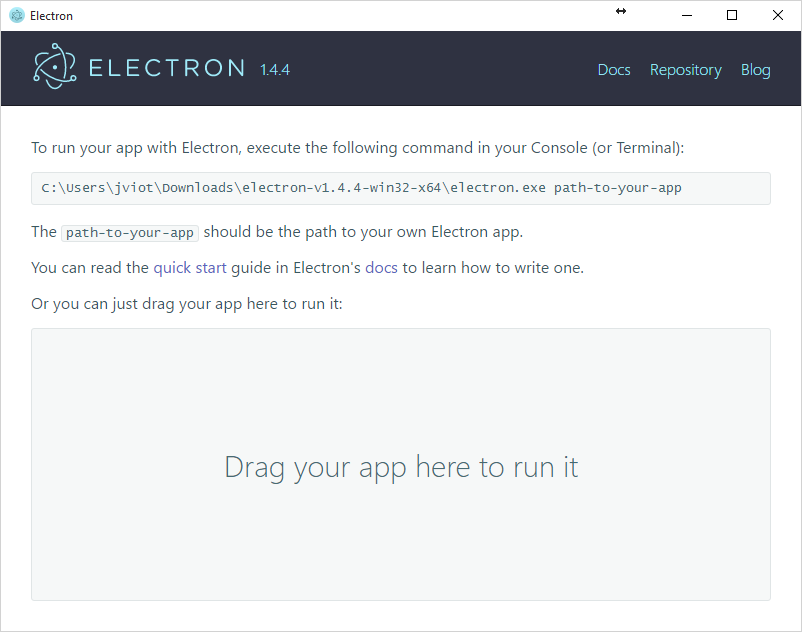 Electron
ELECTRON 1.4.4 Docs Repository Blog
To run your app with Electron, execute the following command in your Console (or Terminal):
C:\Users\jviot\Downloads\electron-v1.4.4-win32-x64\electron.exe path-to-your-app
The path-to-your-app should be the path to your own Electron app.
You can read the quick start guide in Electron's docs to learn how to write one.
Or you can just drag your app here to run it:
Drag your app here to run it